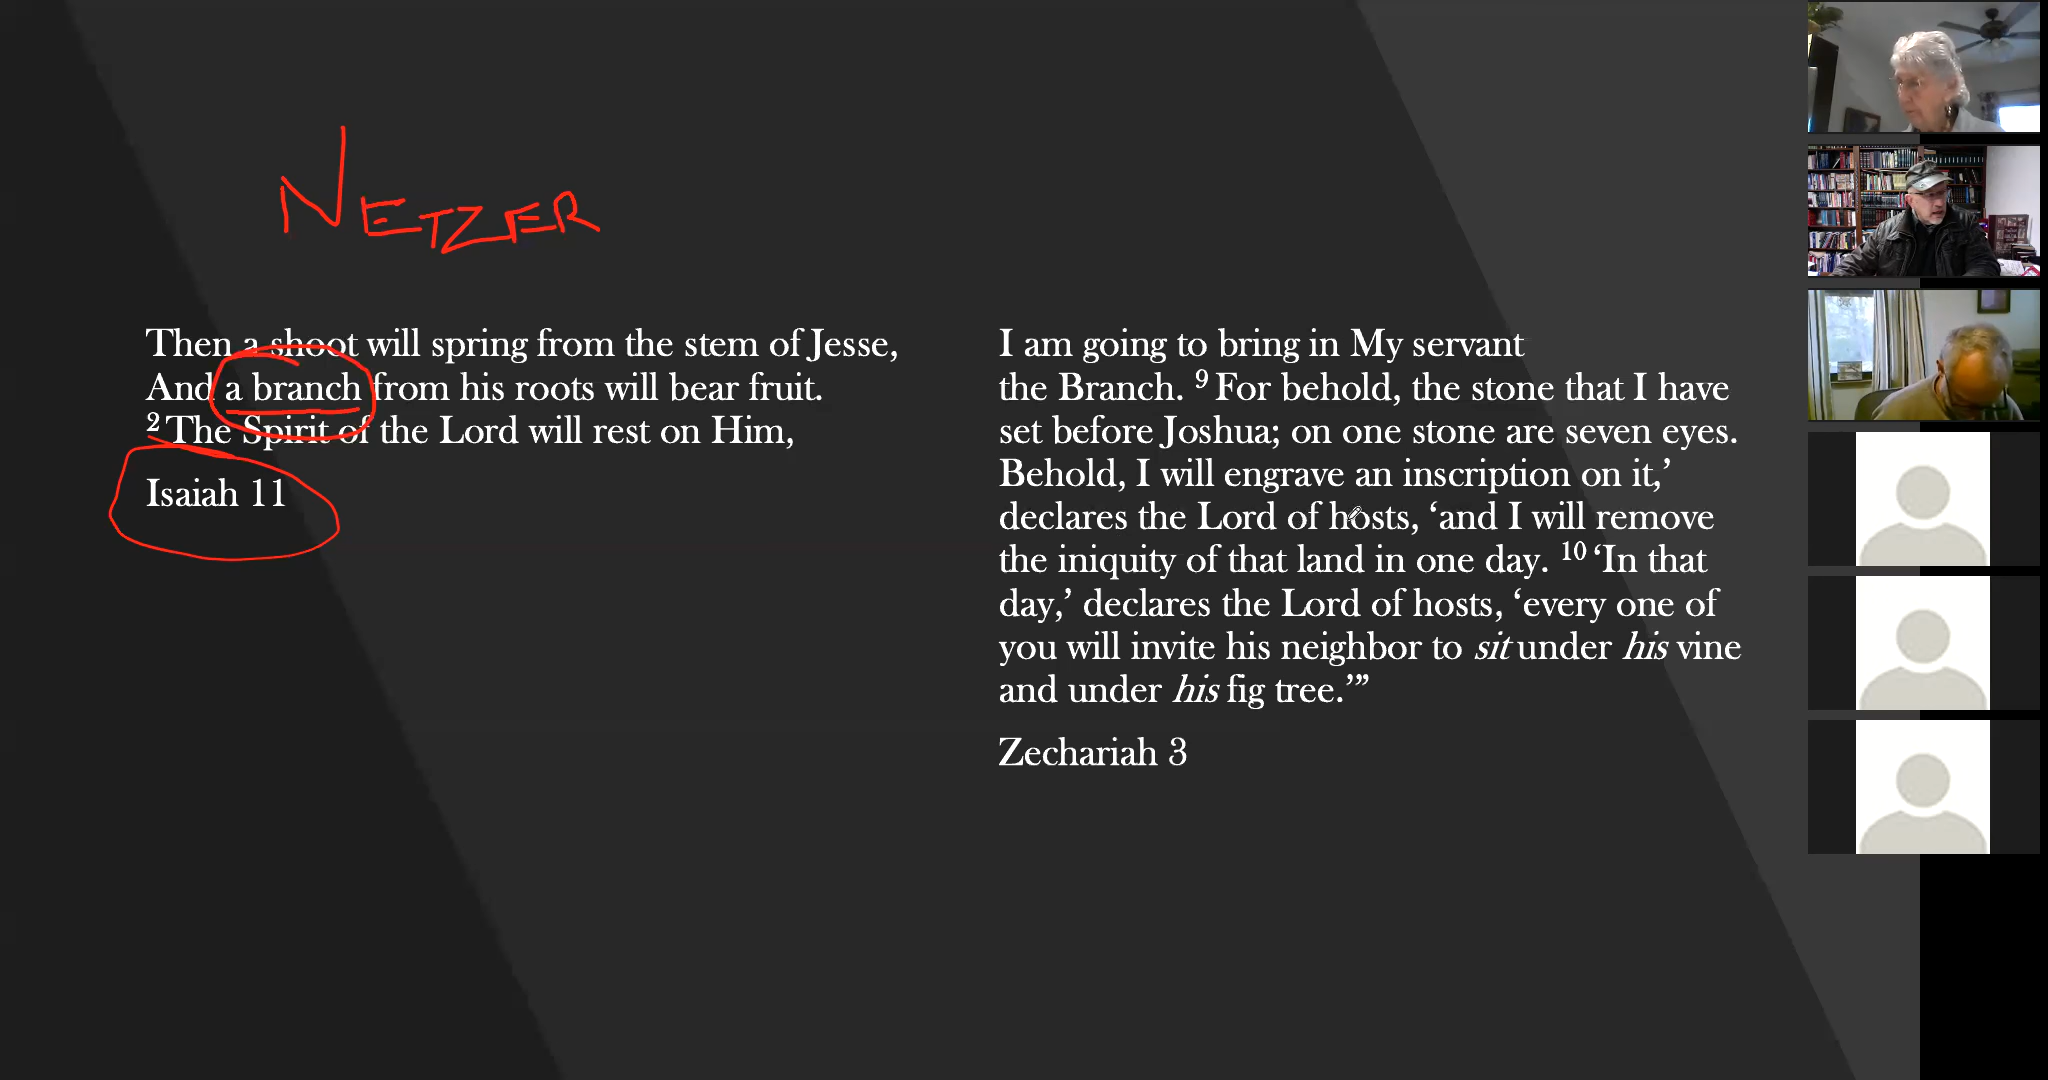 NETZER
Then a shoot will spring from the stem of Jesse,
And a branch from his roots will bear fruit.
2 The Spirit of the Lord will rest on Him,
Isaiah 11
I am going to bring in My servant
the Branch. 9 For behold, the stone that I have
set before Joshua; on one stone are seven eyes.
Behold, I will engrave an inscription on it,’
declares the Lord of hosts, ‘and I will remove
the iniquity of that land in one day. 10 ‘In that
day,’ declares the Lord of hosts, ‘every one of
you will invite his neighbor to sit under his vine
and under his fig tree.’”
Zechariah 3